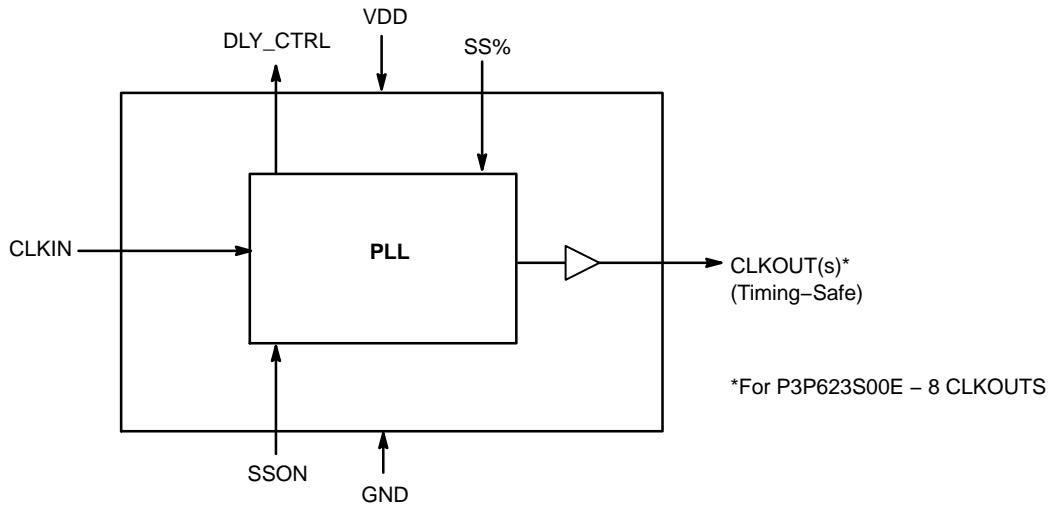 VDD
DLY_CTRL
SS%
CLKIN
PLL
CLKOUT(s)*
(Timing−Safe)
*For P3P623S00E − 8 CLKOUTS
SSON
GND